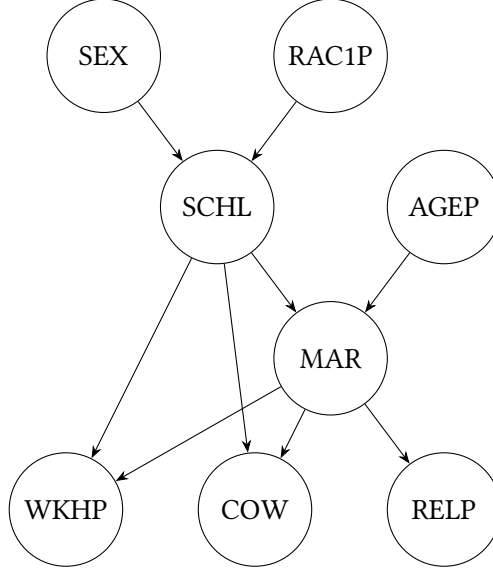 SEX
RAC1P
SCHL
AGEP
MAR
WKHP
COW
RELP